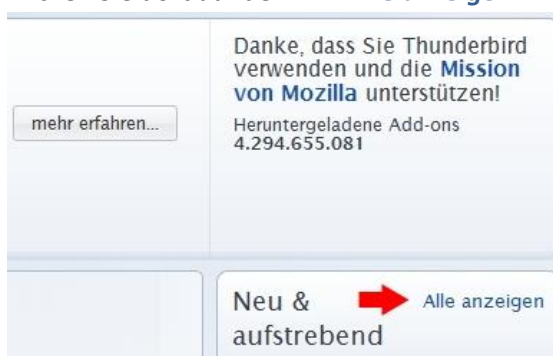 Danke, dass Sie Thunderbird
verwenden und die Mission
von Mozilla unterstützen!
mehr erfahren...
Heruntergeladene Add-ons
4.294.655.081
Neu &
Alle anzeigen
aufstrebend